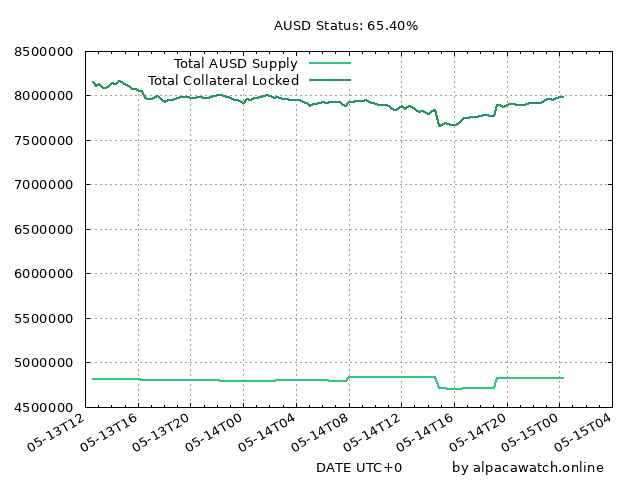 AUSD Status: 65.40%
8500000
Total AUSD Supply
Total Collateral Locked
8000000
7500000
7000000
6500000
6000000
5500000
5000000
4500000
05-13T12 05-13T16 05-13T20 05-14T00 05-14T04 05-14T08 05-14T12 05-14T16 05-14T20 05-15T00 05-15T04
DATE UTC+0 by alpacawatch.online